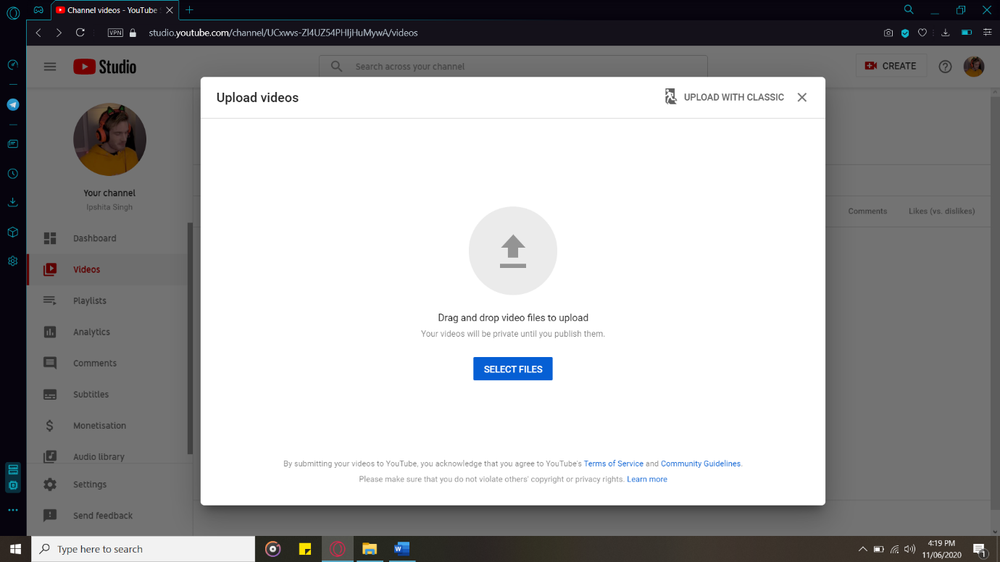 Channel videos - YouTube S
VPN
studio.youtube.com/channel/UCxwvs-Zl4UZ54PHIjHuMywA/videos
Studio
Search across your channel
CREATE
Upload videos
UPLOAD WITH CLASSIC
Your channel
Ipshita Singh
Comments
Likes (vs. dislikes)
Dashboard
Videos
Playlists
Analytics
Comments
Subtitles
Monetisation
Audio library
Settings
Send feedback
Drag and drop video files to upload
Your videos will be private until you publish them.
SELECT FILES
By submitting your videos to YouTube, you acknowledge that you agree to YouTube's Terms of Service and Community Guidelines.
Please make sure that you do not violate others' copyright or privacy rights. Learn more
Type here to search
4:19 PM
11/06/2020
1